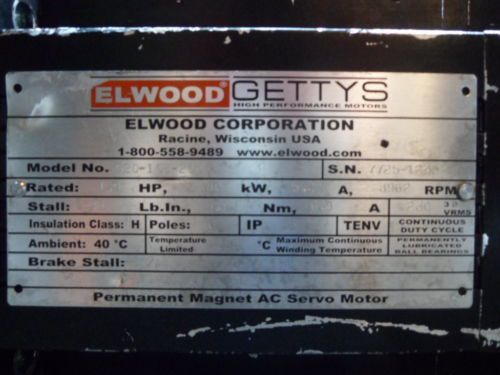 ELWOOD GETTYS
HIGH PERFORMANCE MOTORS
ELWOOD CORPORATION
Racine, Wisconsin USA
1-800-558-9489 www.elwood.com
Model No. S.N.
Rated: HP, kW, A, RPM
Stall: Lb.In., Nm, A 3Ø VRMS
Insulation Class: H Poles: IP TENV CONTINUOUS DUTY CYCLE
Ambient: 40 °C Temperature Limited °C Maximum Continuous Winding Temperature PERMANENTLY LUBRICATED BALL BEARINGS
Brake Stall:
Permanent Magnet AC Servo Motor